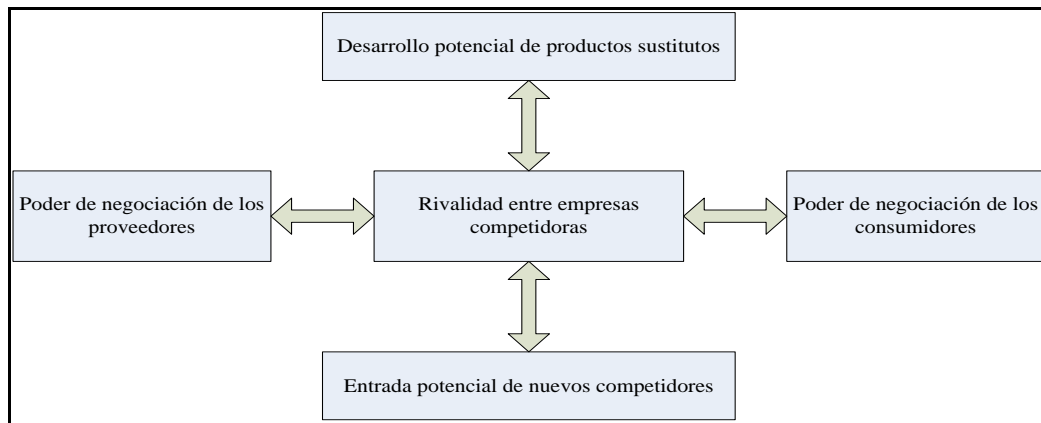 Desarrollo potencial de productos sustitutos
Poder de negociación de los
proveedores
Rivalidad entre empresas
competidoras
Poder de negociación de los
consumidores
Entrada potencial de nuevos competidores